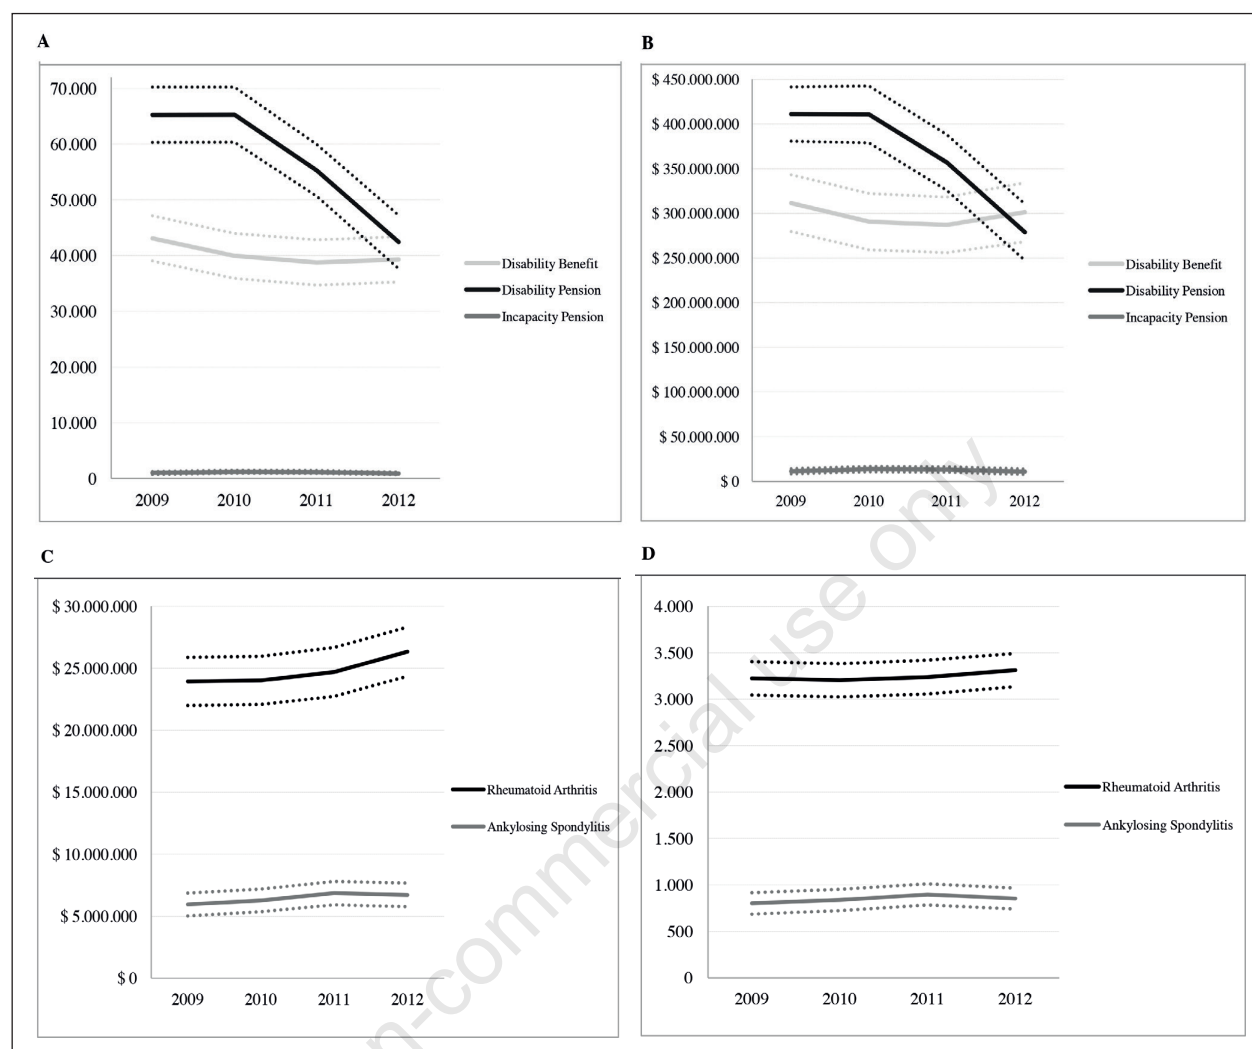 A
70.000
60.000
50.000
40.000
30.000
20.000
10.000
0
2009 2010 2011 2012
Disability Benefit
Disability Pension
Incapacity Pension
B
$ 450.000.000
$ 400.000.000
$ 350.000.000
$ 300.000.000
$ 250.000.000
$ 200.000.000
$ 150.000.000
$ 100.000.000
$ 50.000.000
$ 0
2009 2010 2011 2012
Disability Benefit
Disability Pension
Incapacity Pension
C
$ 30.000.000
$ 25.000.000
$ 20.000.000
$ 15.000.000
$ 10.000.000
$ 5.000.000
$ 0
2009 2010 2011 2012
Rheumatoid Arthritis
Ankylosing Spondylitis
D
4.000
3.500
3.000
2.500
2.000
1.500
1.000
500
0
2009 2010 2011 2012
Rheumatoid Arthritis
Ankylosing Spondylitis
n-commercial use only